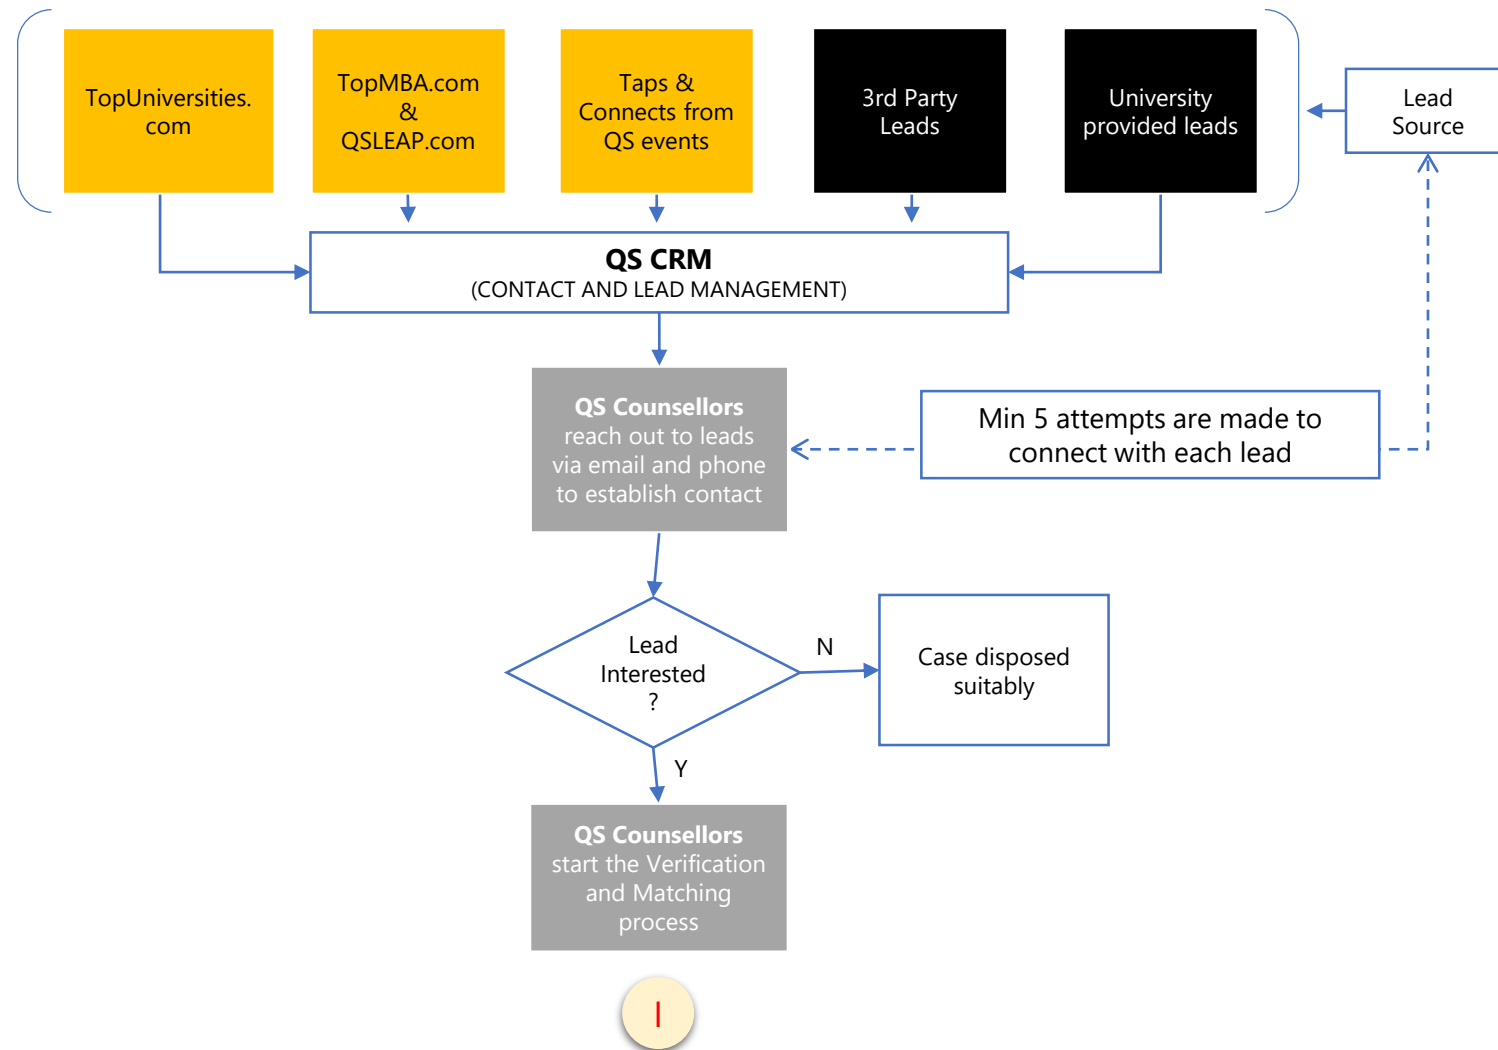 TopUniversities.
com
TopMBA.com
&
QSLEAP.com
Taps &
Connects from
QS events
3rd Party
Leads
University
provided leads
Lead
Source
QS CRM
(CONTACT AND LEAD MANAGEMENT)
QS Counsellors
reach out to leads
via email and phone
to establish contact
Min 5 attempts are made to
connect with each lead
Lead
Interested
?
N
Case disposed
suitably
Y
QS Counsellors
start the Verification
and Matching
process
I